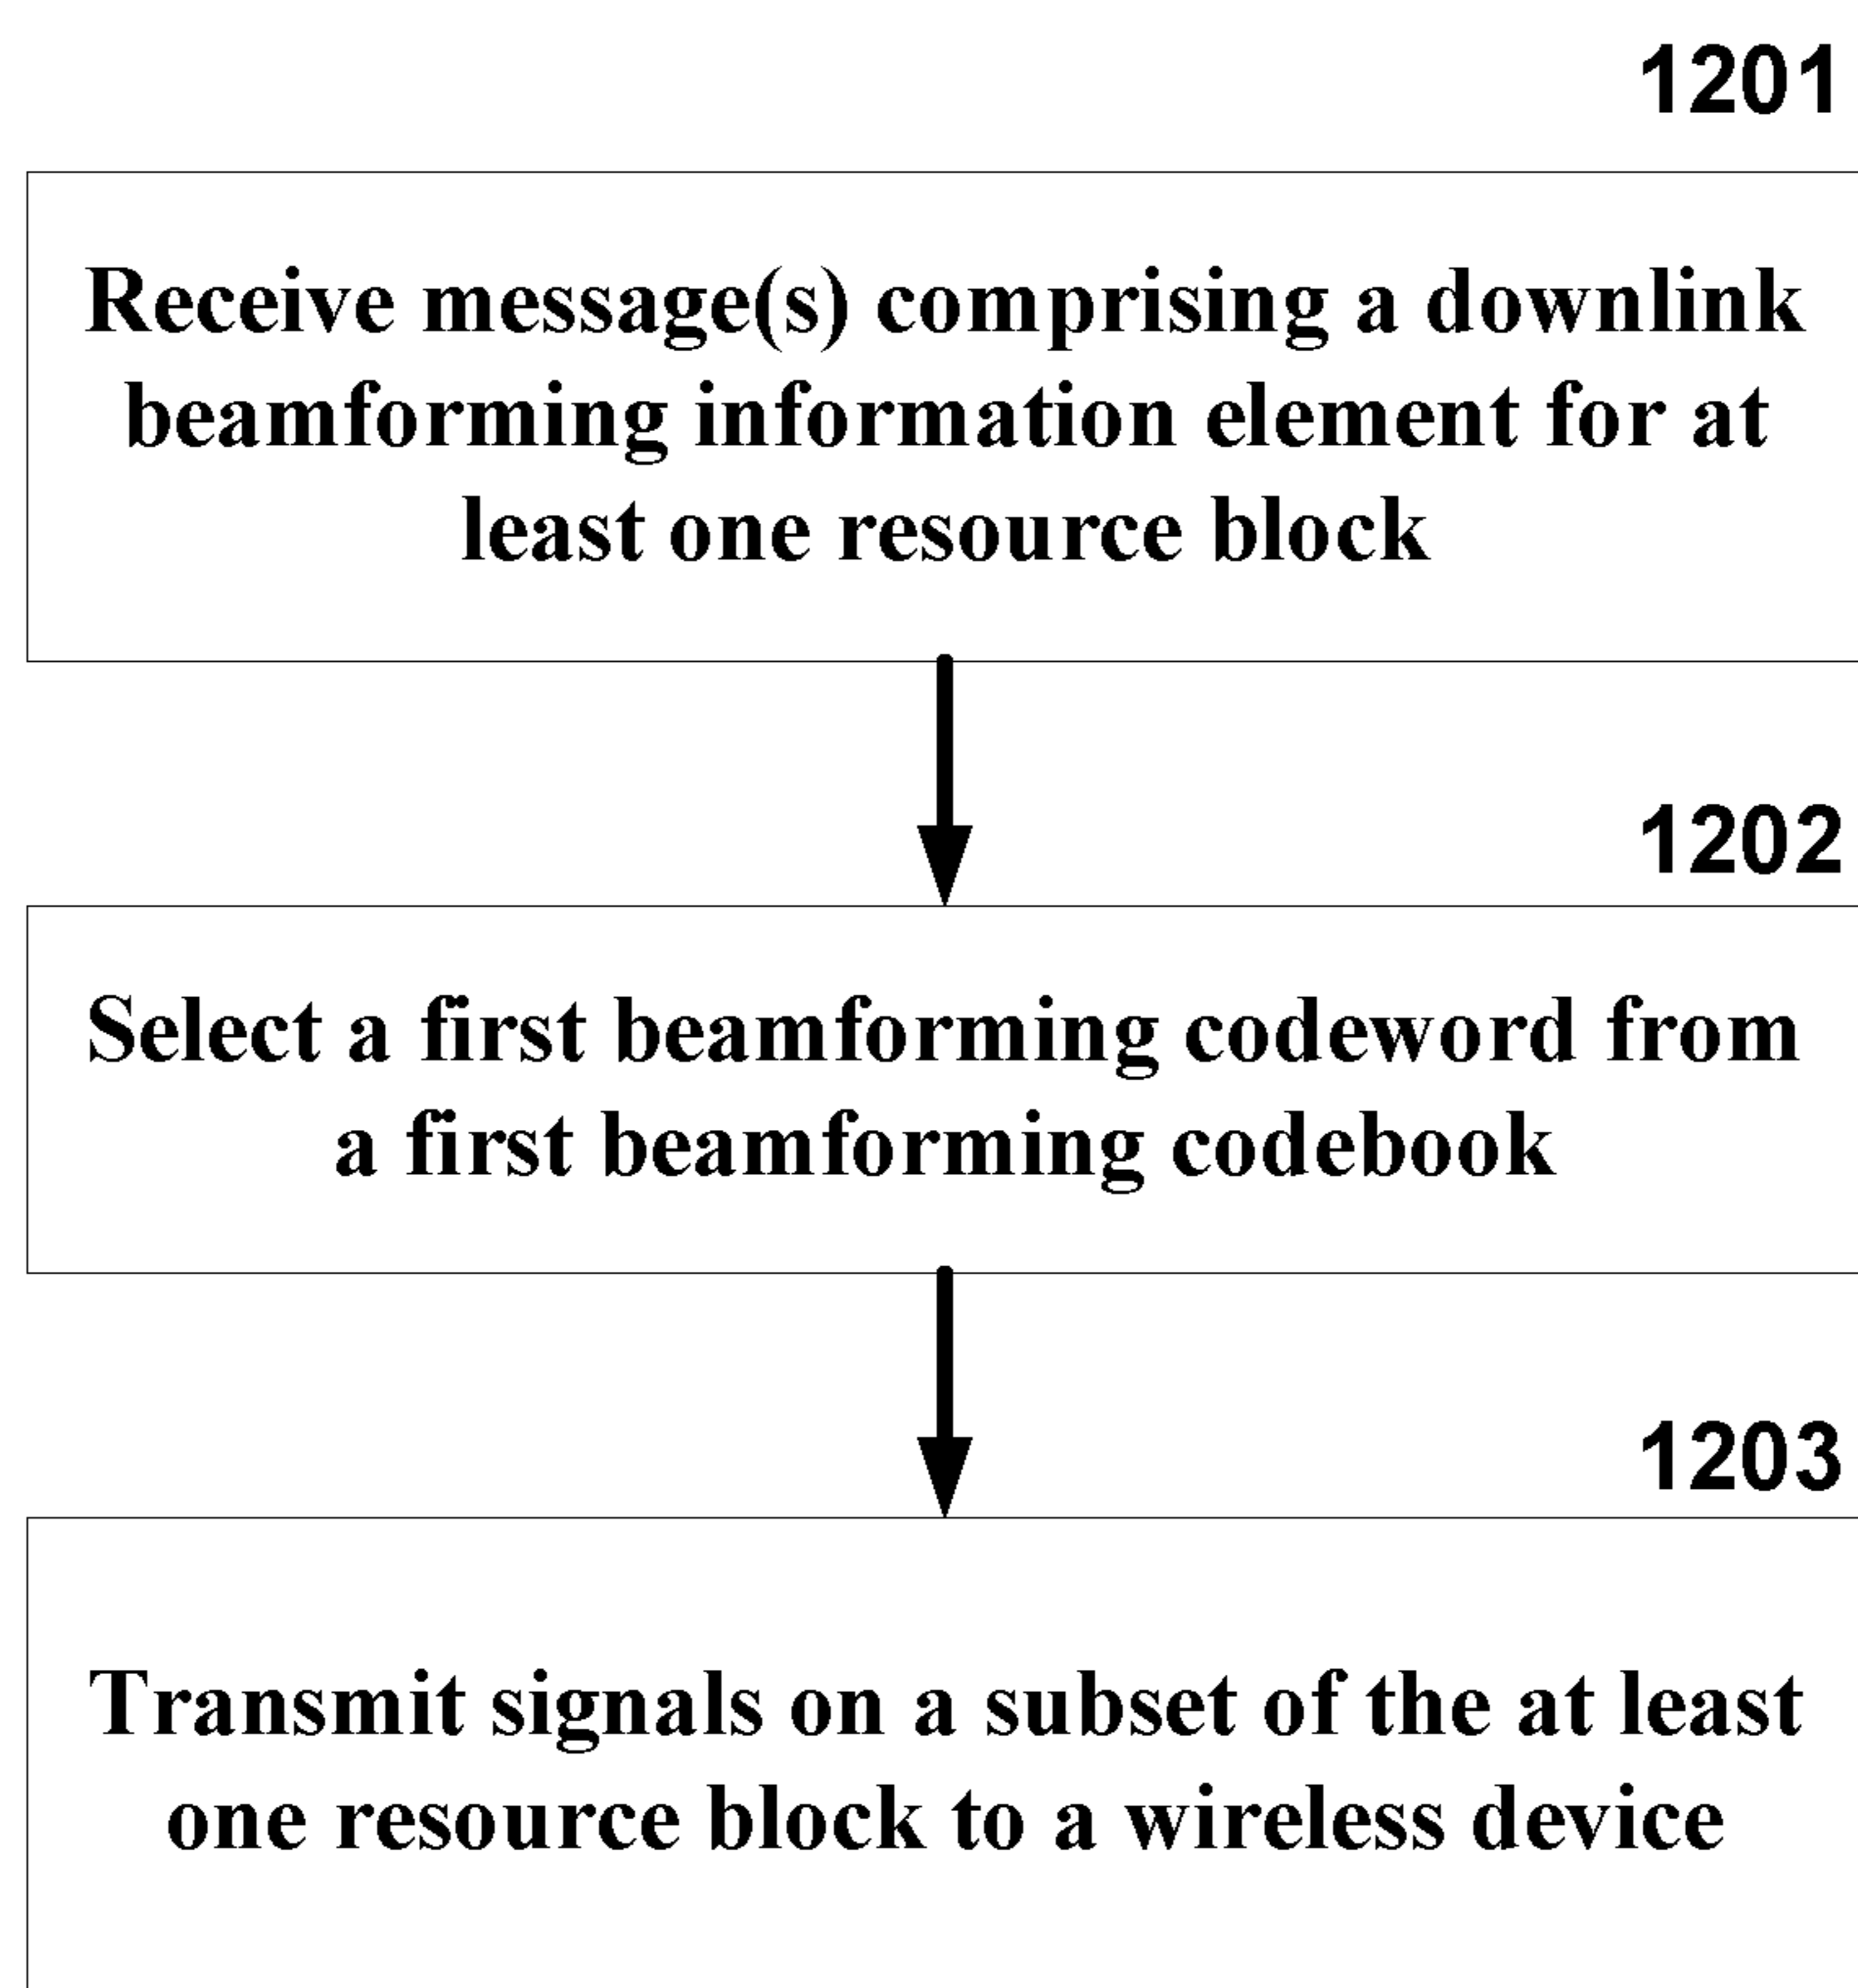 1201
Receive message(s) comprising a downlink
beamforming information element for at
least one resource block
1202
Select a first beamforming codeword from
a first beamforming codebook
1203
Transmit signals on a subset of the at least
one resource block to a wireless device